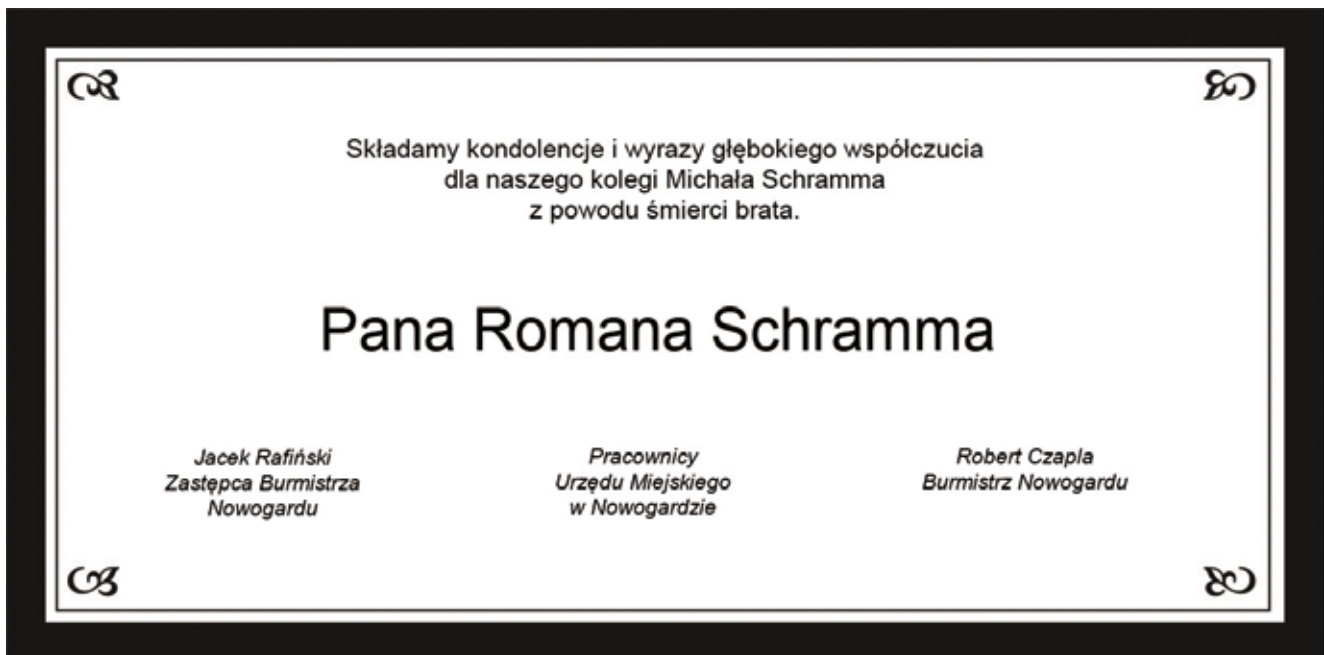 Składamy kondolencje i wyrazy głębokiego współczucia
dla naszego kolegi Michała Schramma
z powodu śmierci brata.
Pana Romana Schramma
Jacek Rafiński
Zastępca Burmistrza
Nowogardu
Pracownicy
Urzędu Miejskiego
w Nowogardzie
Robert Czapla
Burmistrz Nowogardu